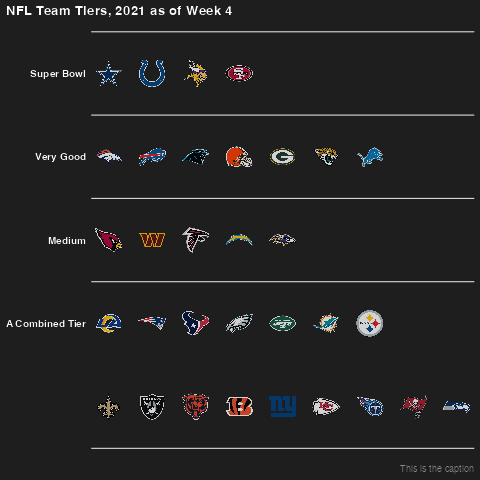 NFL Team Tiers, 2021 as of Week 4
Super Bowl
Very Good
Medium
A Combined Tier
This is the caption